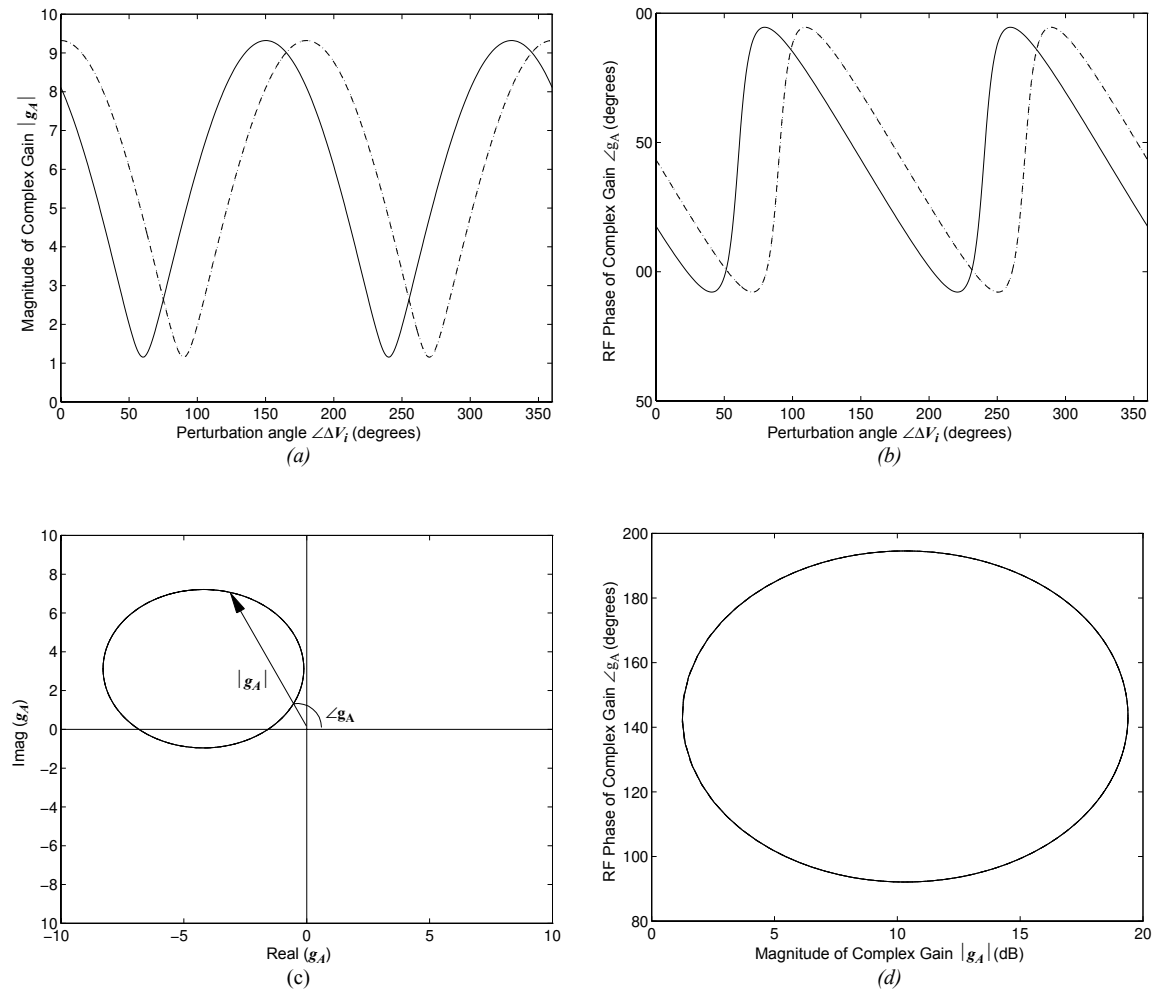 10
9
8
7
6
5
4
3
2
1
0
0 50 100 150 200 250 300 350
Magnitude of Complex Gain |gA|
Perturbation angle ∠ΔVi (degrees)
(a)
00
50
00
50
0 50 100 150 200 250 300 350
RF Phase of Complex Gain ∠gA (degrees)
Perturbation angle ∠ΔVi (degrees)
(b)
10
8
6
4
2
0
−2
−4
−6
−8
10
−10 −5 0 5 10
Imag (gA)
|gA|
∠gA
Real (gA)
(c)
200
180
160
140
120
100
80
0 5 10 15 20
RF Phase of Complex Gain ∠gA (degrees)
Magnitude of Complex Gain |gA| (dB)
(d)